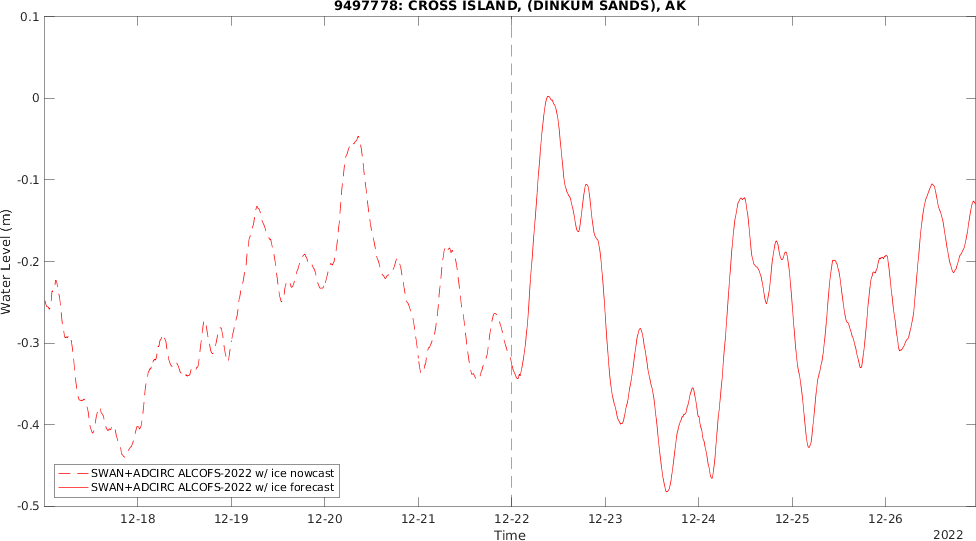 9497778: CROSS ISLAND, (DINKUM SANDS), AK
0.1
0
-0.1
-0.2
-0.3
-0.4
-0.5
Water Level (m)
SWAN+ADCIRC ALCOFS-2022 w/ ice nowcast
SWAN+ADCIRC ALCOFS-2022 w/ ice forecast
12-18 12-19 12-20 12-21 12-22 12-23 12-24 12-25 12-26
Time
2022